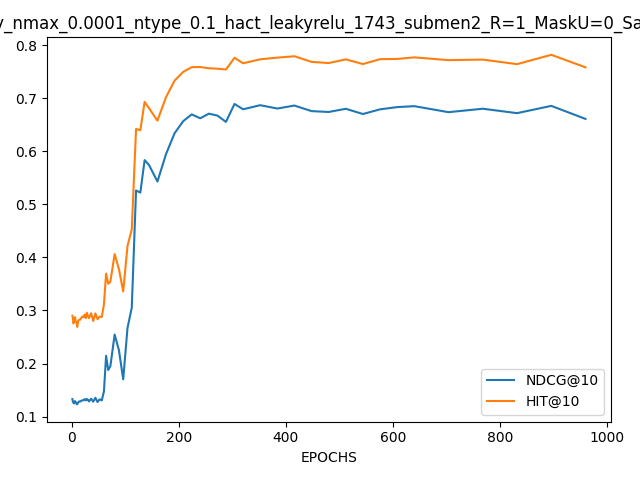 y_nmax_0.0001_ntype_0.1_hact_leakyrelu_1743_submen2_R=1_MaskU=0_Sa
0.8
0.7
0.6
0.5
0.4
0.3
0.2
0.1
NDCG@10
HIT@10
0 200 400 600 800 1000
EPOCHS